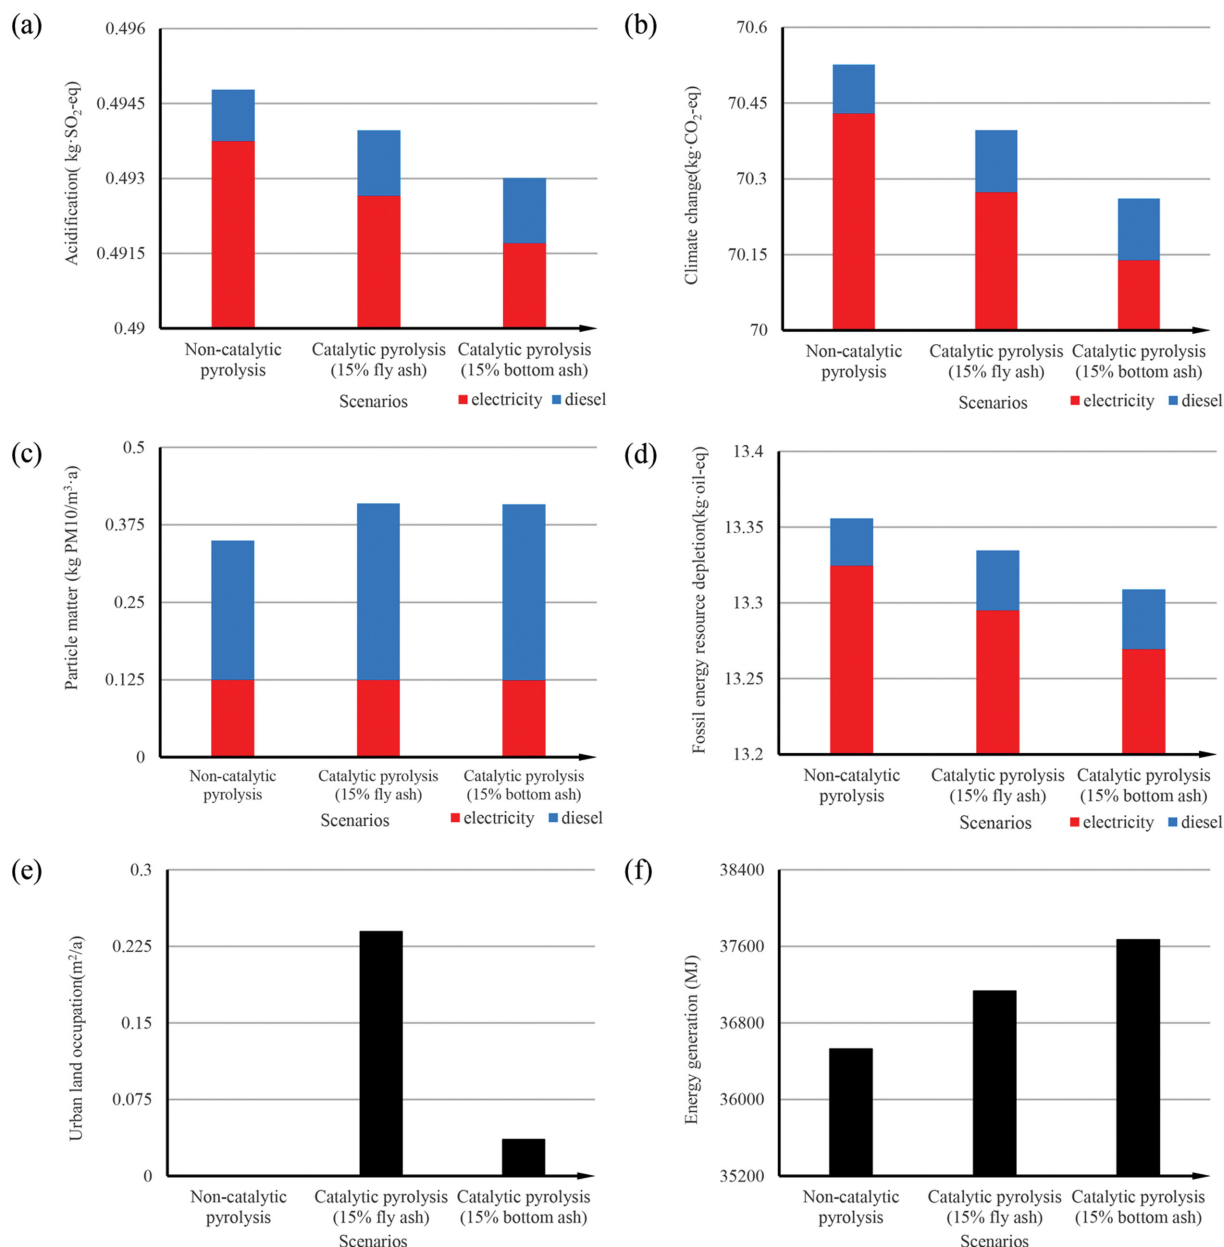 (a)
Acidification( kg·SO₂-eq)
0.496
0.4945
0.493
0.4915
0.49
Non-catalytic
pyrolysis
Catalytic pyrolysis
(15% fly ash)
Catalytic pyrolysis
(15% bottom ash)
Scenarios
electricity
diesel
(b)
Climate change(kg·CO₂-eq)
70.6
70.45
70.3
70.15
70
Non-catalytic
pyrolysis
Catalytic pyrolysis
(15% fly ash)
Catalytic pyrolysis
(15% bottom ash)
Scenarios
electricity
diesel
(c)
Particle matter (kg PM10/m³·a)
0.5
0.375
0.25
0.125
0
Non-catalytic
pyrolysis
Catalytic pyrolysis
(15% fly ash)
Catalytic pyrolysis
(15% bottom ash)
Scenarios
electricity
diesel
(d)
Fossil energy resource depletion(kg·oil-eq)
13.4
13.35
13.3
13.25
13.2
Non-catalytic
pyrolysis
Catalytic pyrolysis
(15% fly ash)
Catalytic pyrolysis
(15% bottom ash)
Scenarios
electricity
diesel
(e)
Urban land occupation(m²/a)
0.3
0.225
0.15
0.075
0
Non-catalytic
pyrolysis
Catalytic pyrolysis
(15% fly ash)
Catalytic pyrolysis
(15% bottom ash)
Scenarios
(f)
Energy generation (MJ)
38400
37600
36800
36000
35200
Non-catalytic
pyrolysis
Catalytic pyrolysis
(15% fly ash)
Catalytic pyrolysis
(15% bottom ash)
Scenarios